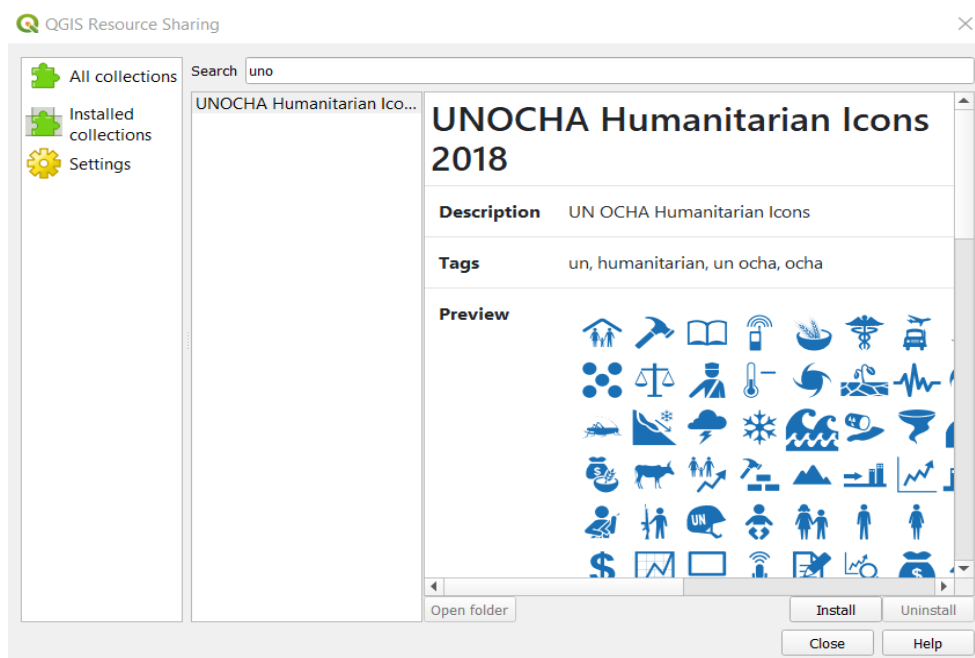 QGIS Resource Sharing
All collections
Installed
collections
Settings
Search uno
UNOCHA Humanitarian Ico...
UNOCHA Humanitarian Icons
2018
Description UN OCHA Humanitarian Icons
Tags un, humanitarian, un ocha, ocha
Preview
UN
Open folder Install Uninstall
Close Help